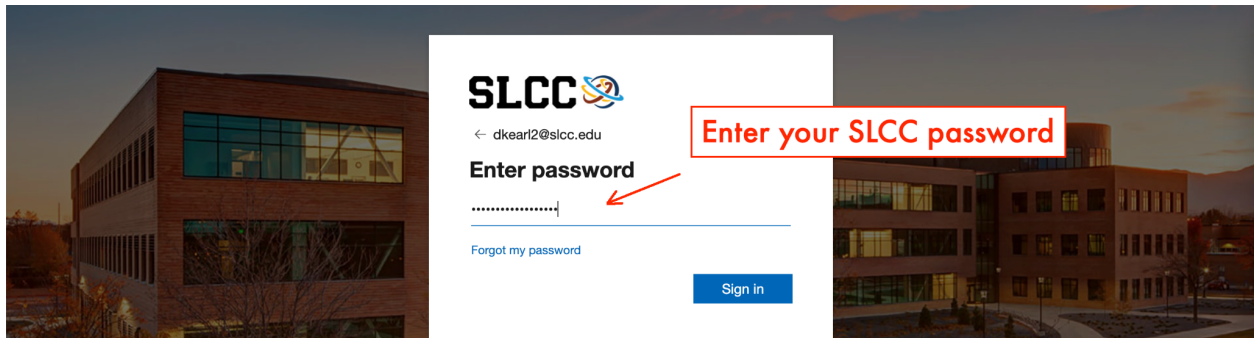 SLCC
← dkearl2@slcc.edu
Enter your SLCC password
Enter password
••••••••••••••••••
Forgot my password
Sign in